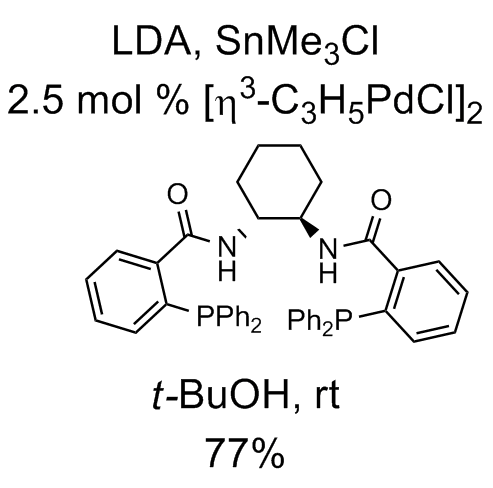 LDA, SnMe₃Cl
2.5 mol % [η³-C₃H₅PdCl]₂
O O
N H N H
PPh₂ Ph₂P
t-BuOH, rt
77%